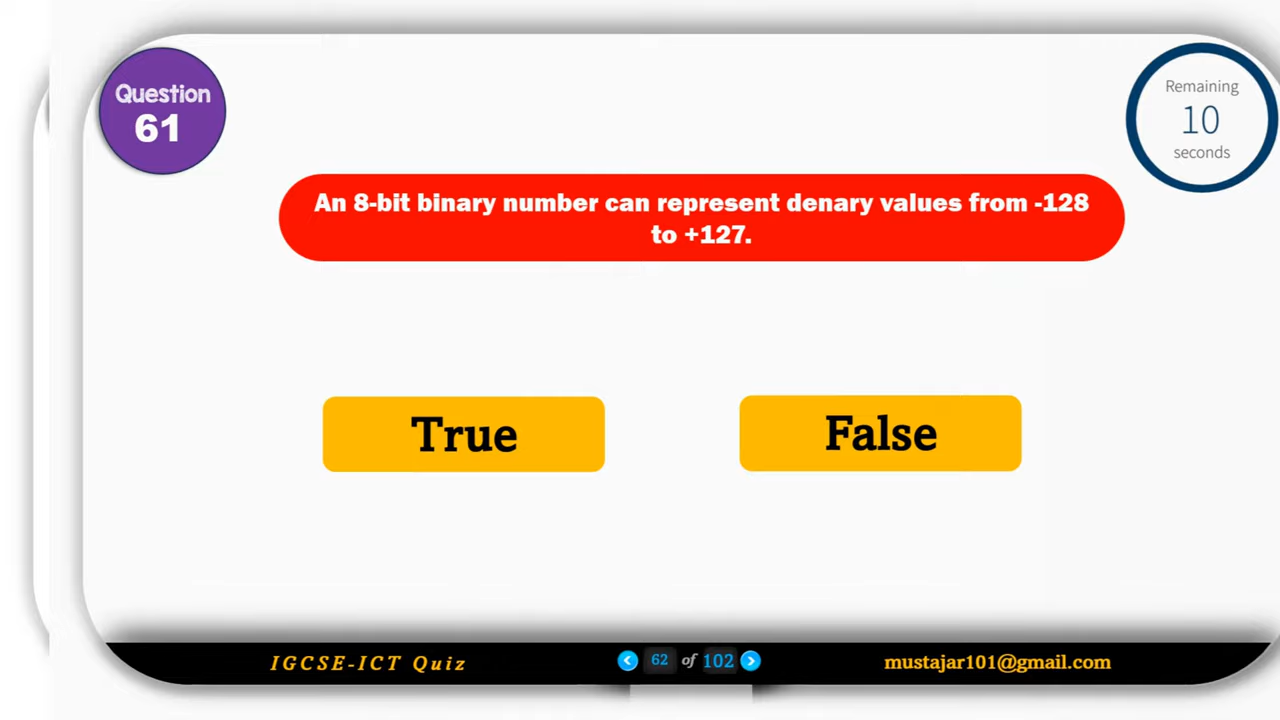 Question
61
Remaining
10
seconds
An 8-bit binary number can represent denary values from -128
to +127.
True
False
IGCSE-ICT Quiz
62 of 102
mustajar101@gmail.com